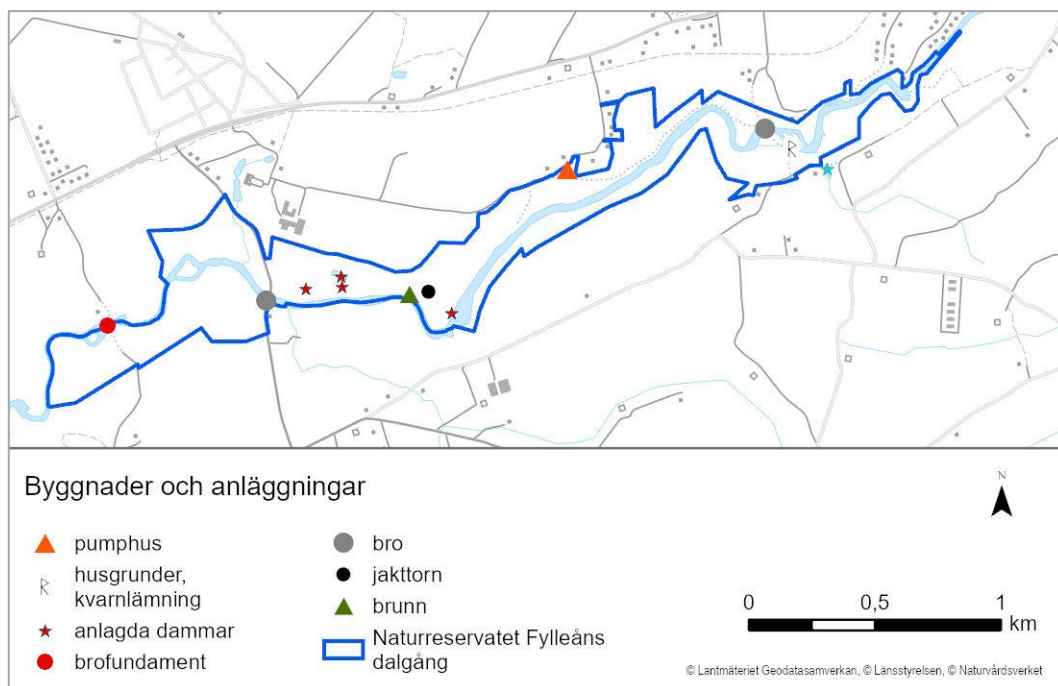 Byggnader och anläggningar
pumphus
husgrunder,
kvarnlämning
anlagda dammar
brofundament
bro
jakttorn
brunn
Naturreservatet Fylleåns
dalgång
N
0 0,5 1
km
© Lantmäteriet Geodatasamverkan, © Länsstyrelsen, © Naturvårdsverket